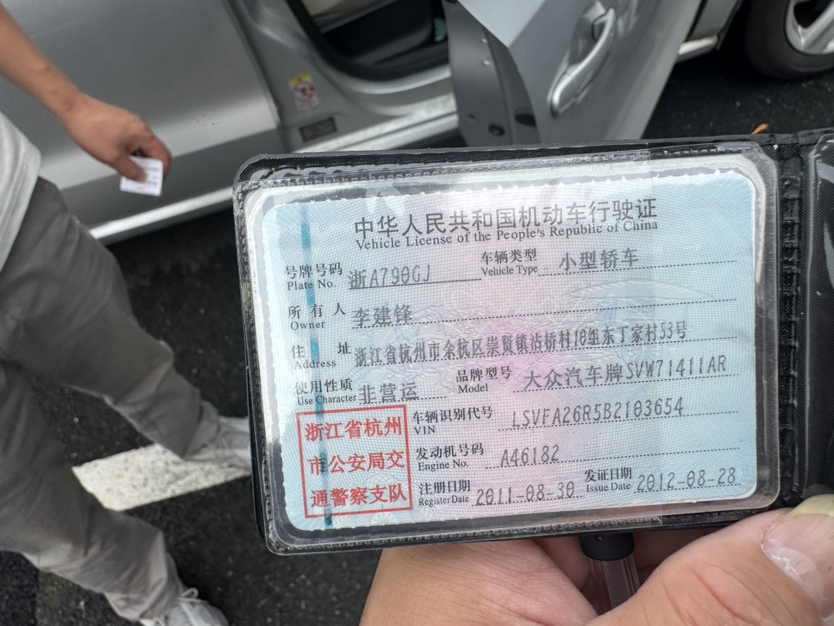 中华人民共和国机动车行驶证
Vehicle License of the People's Republic of China
号牌号码 浙A790GJ 车辆类型 小型轿车
Plate No. Vehicle Type
所有人 李建锋
Owner
住址 浙江省杭州市余杭区崇贤镇沾桥村10组东丁家村53号
Address
使用性质 非营运 品牌型号 大众汽车牌SVW71411AR
Use Character Model
浙江省杭州
市公安局交
通警察支队
车辆识别代号 LSVFA26R5B2103654
VIN
发动机号码 A46182
Engine No.
注册日期 2011-08-30 发证日期 2012-08-28
Register Date Issue Date